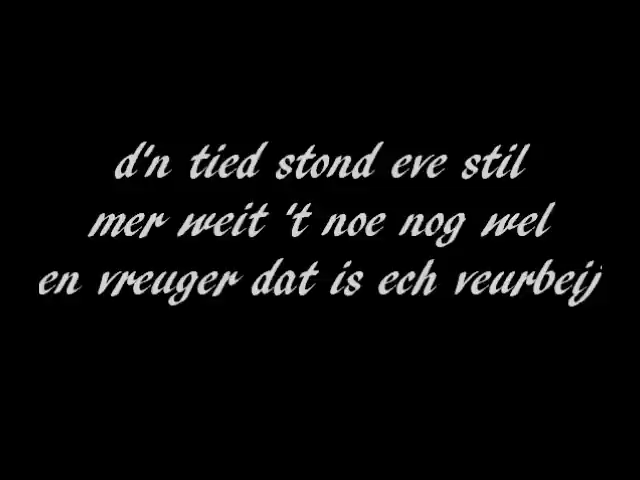 d'n tied stond eve stil
mer weit 't noe nog wel
en vreuger dat is ech veurbeij